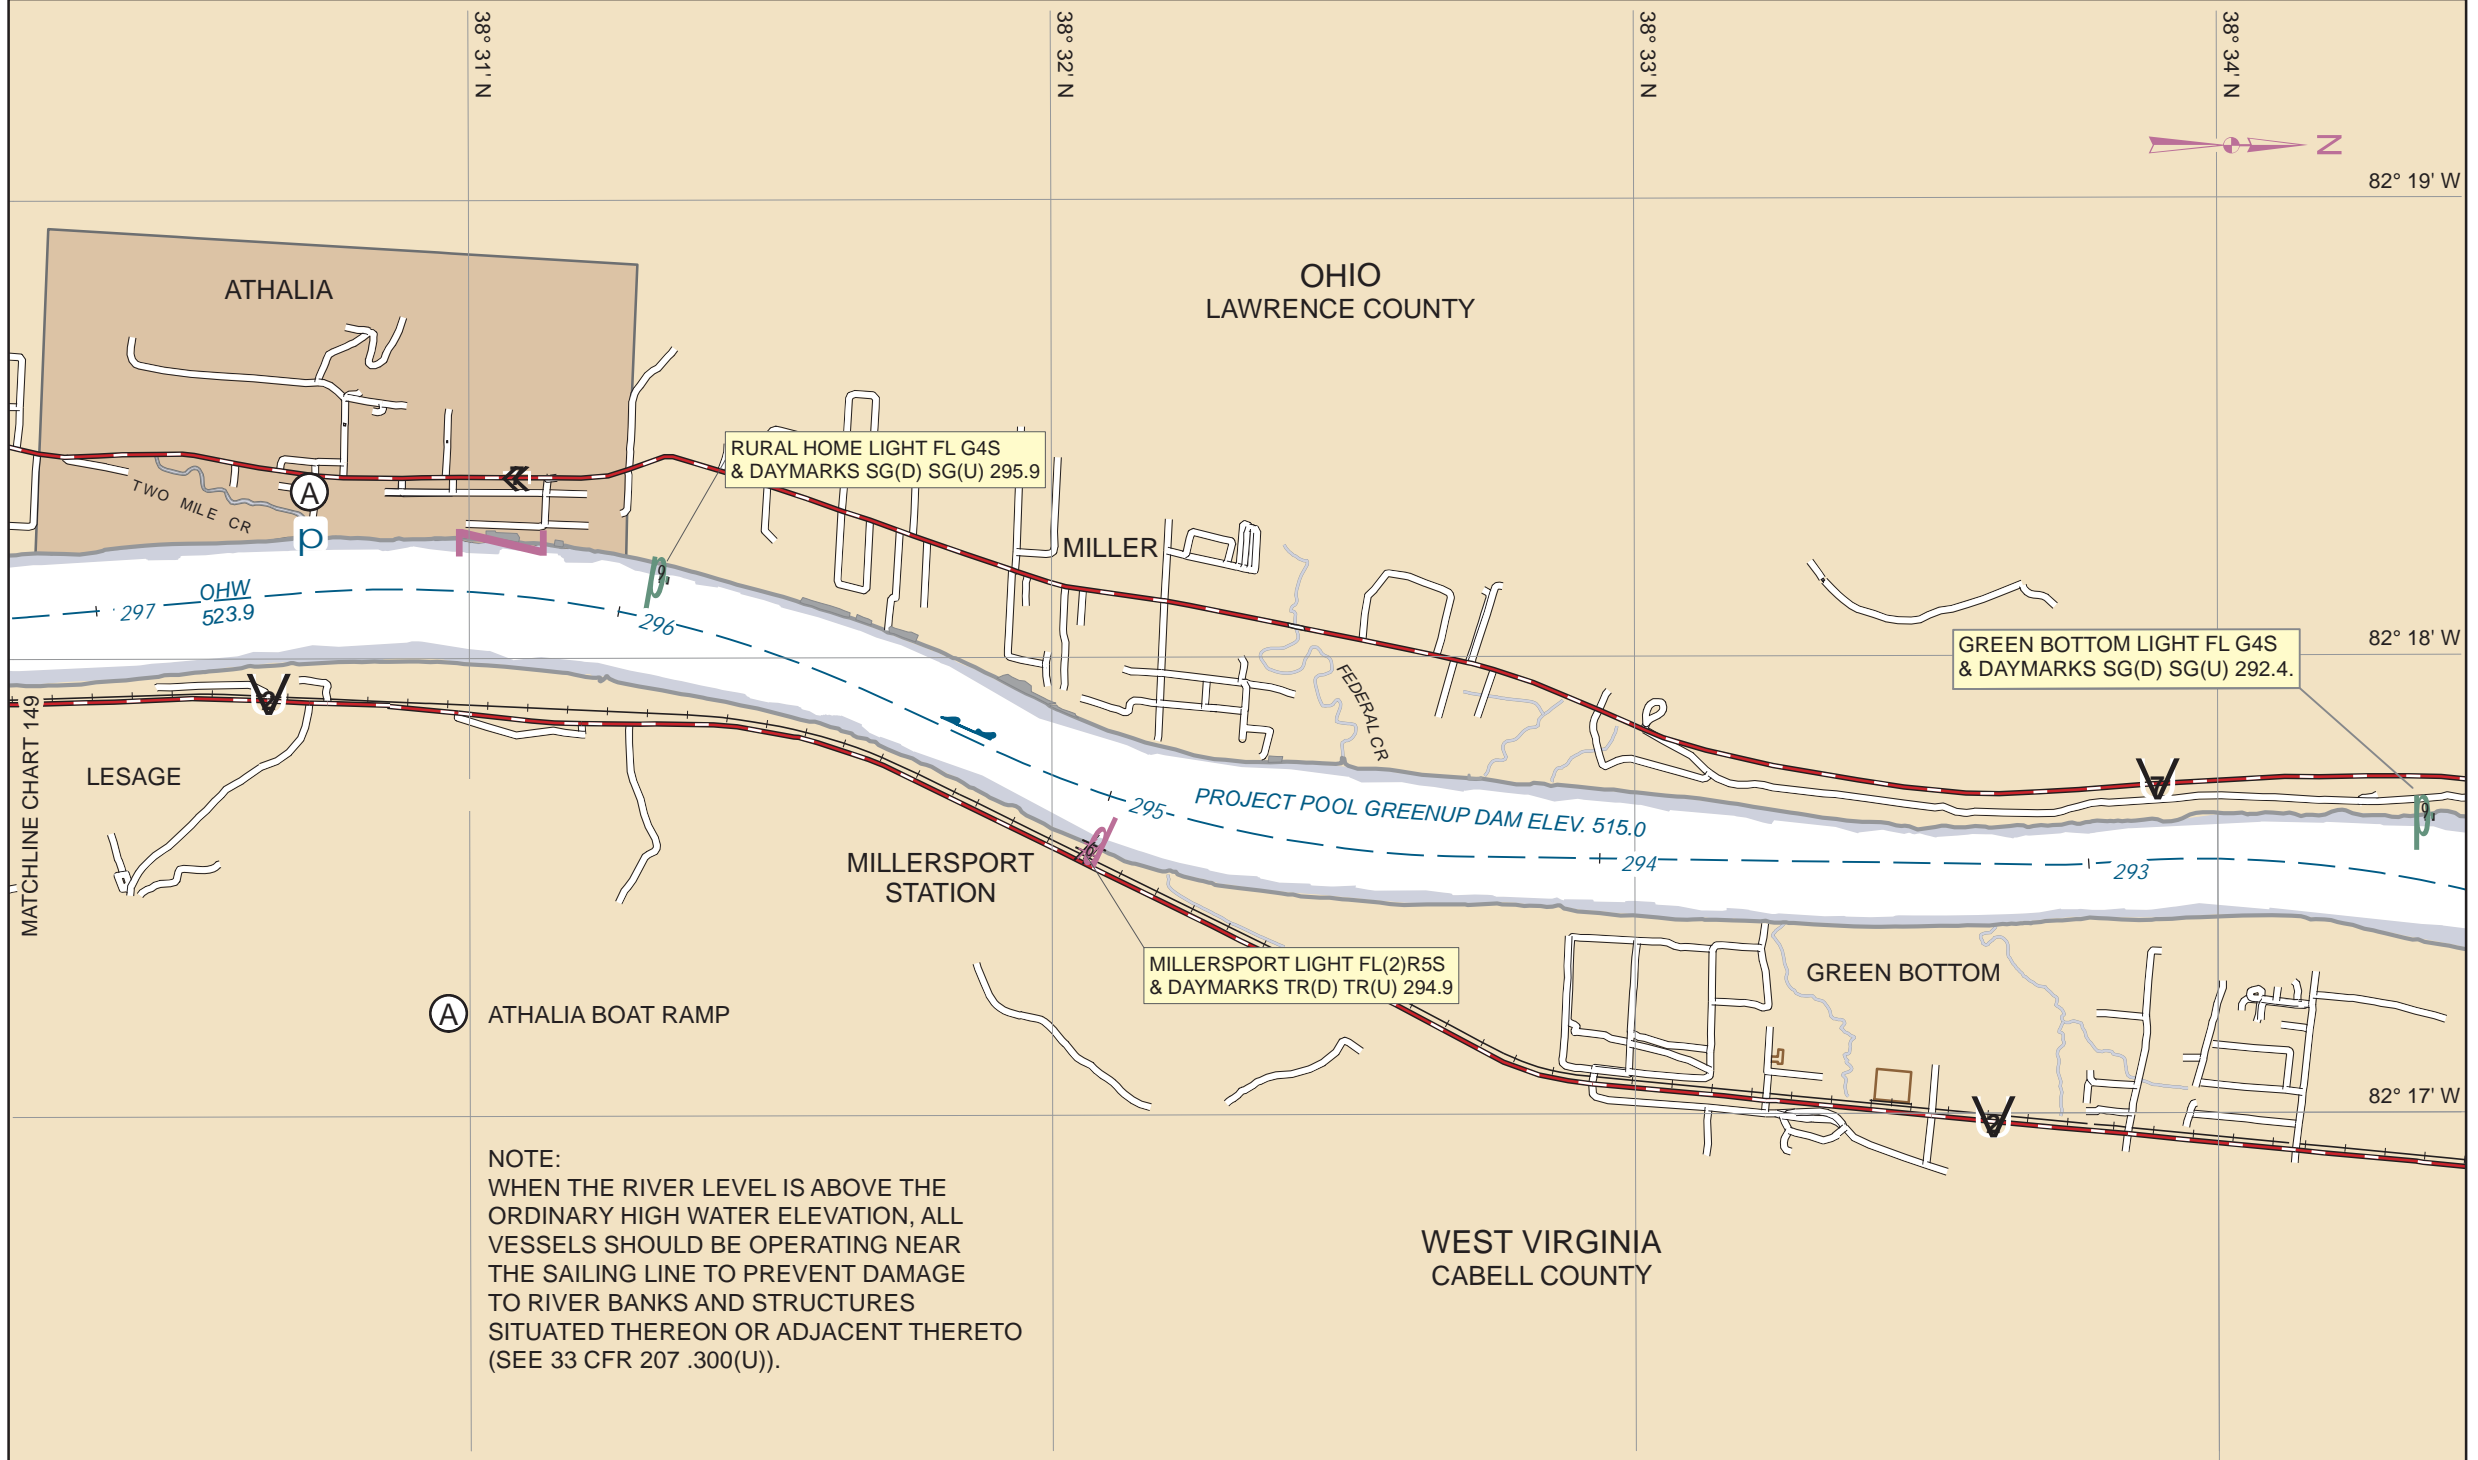 38° 31' N
38° 32' N
38° 33' N
38° 34' N
N
82° 19' W
ATHALIA
OHIO
LAWRENCE COUNTY
RURAL HOME LIGHT FL G4S
& DAYMARKS SG(D) SG(U) 295.9
A
TWO MILE CR
p
MILLER
297
OHW
523.9
296
FEDERAL CR
GREEN BOTTOM LIGHT FL G4S
& DAYMARKS SG(D) SG(U) 292.4.
82° 18' W
MATCHLINE CHART 149
2
LESAGE
7
295
PROJECT POOL GREENUP DAM ELEV. 515.0
294
293
MILLERSPORT
STATION
MILLERSPORT LIGHT FL(2)R5S
& DAYMARKS TR(D) TR(U) 294.9
GREEN BOTTOM
A
ATHALIA BOAT RAMP
82° 17' W
2
NOTE:
WHEN THE RIVER LEVEL IS ABOVE THE
ORDINARY HIGH WATER ELEVATION, ALL
VESSELS SHOULD BE OPERATING NEAR
THE SAILING LINE TO PREVENT DAMAGE
TO RIVER BANKS AND STRUCTURES
SITUATED THEREON OR ADJACENT THERETO
(SEE 33 CFR 207 .300(U)).
WEST VIRGINIA
CABELL COUNTY